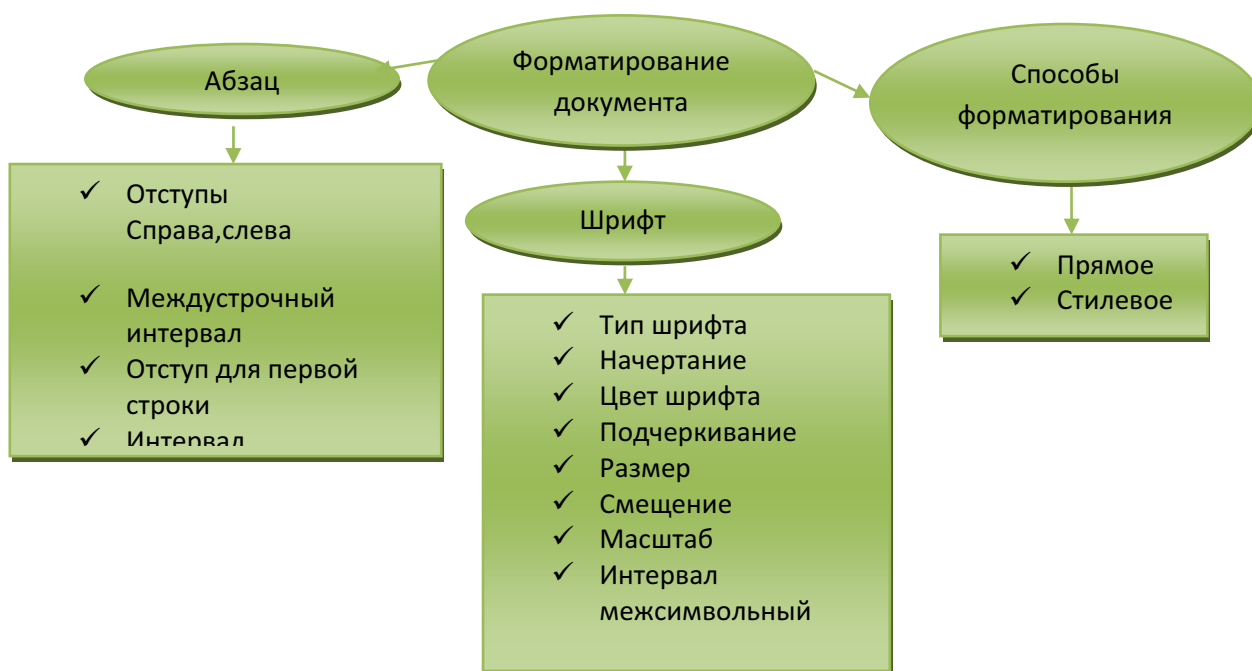 Форматирование
документа
Абзац
✓ Отступы
Справа,слева
✓ Междустрочный
интервал
✓ Отступ для первой
строки
✓ Интервал
Шрифт
✓ Тип шрифта
✓ Начертание
✓ Цвет шрифта
✓ Подчеркивание
✓ Размер
✓ Смещение
✓ Масштаб
✓ Интервал
межсимвольный
Способы
форматирования
✓ Прямое
✓ Стилевое